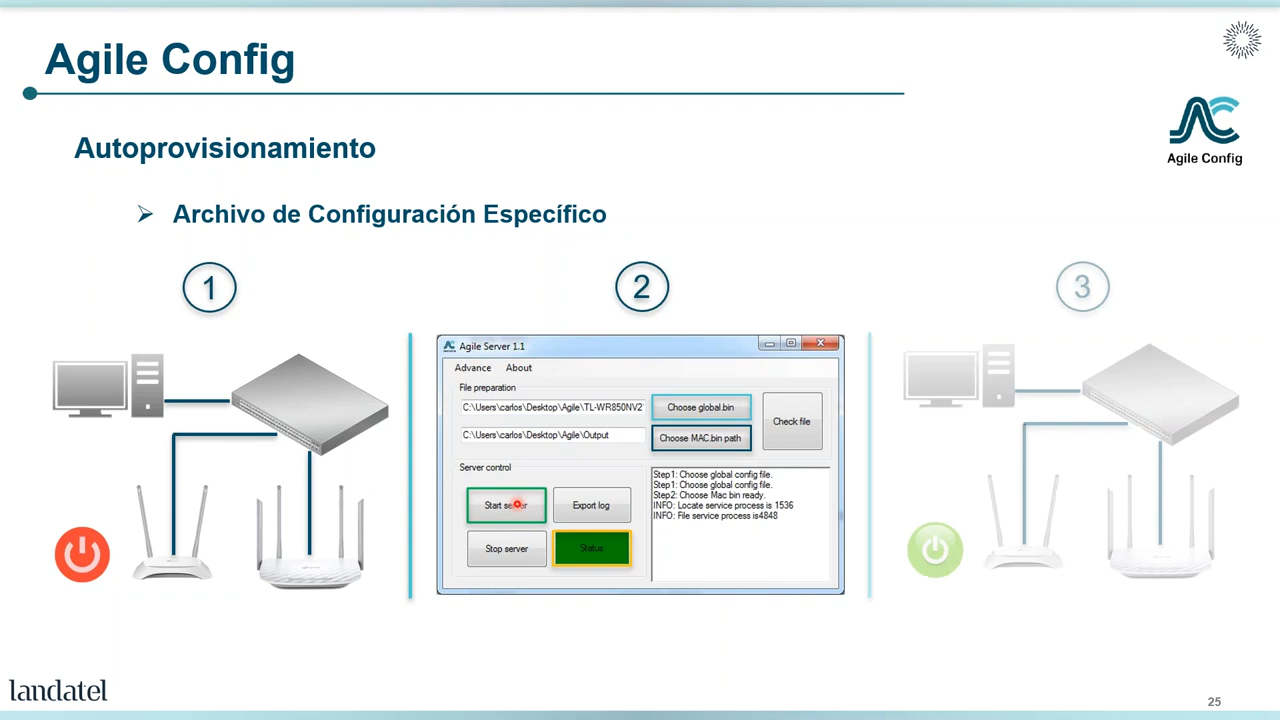 Agile Config
Agile Config
Autoprovisionamiento
Archivo de Configuración Específico
1
2
3
Agile Server 1.1
Advance About
File preparation
C:\Users\carlos\Desktop\Agile\TL-WR850NV2 Choose global.bin
Check file
C:\Users\carlos\Desktop\Agile\Output Choose MAC.bin path
Server control
Start server Export log
Stop server Status
Step1: Choose global config file.
Step1: Choose global config file.
Step2: Choose Mac bin ready.
INFO: Locate service process is 1536
INFO: File service process is4848
landatel
25